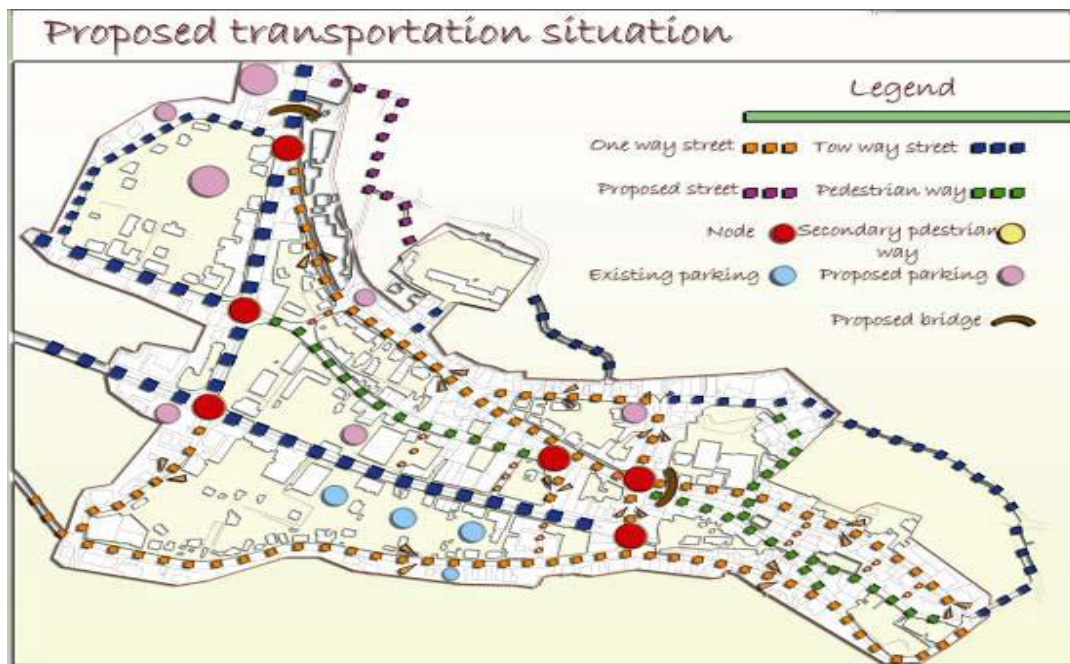 Proposed transportation situation
Legend
One way street
Tow way street
Proposed street
Pedestrian way
Node
Secondary pdestrian
way
Existing parking
Proposed parking
Proposed bridge